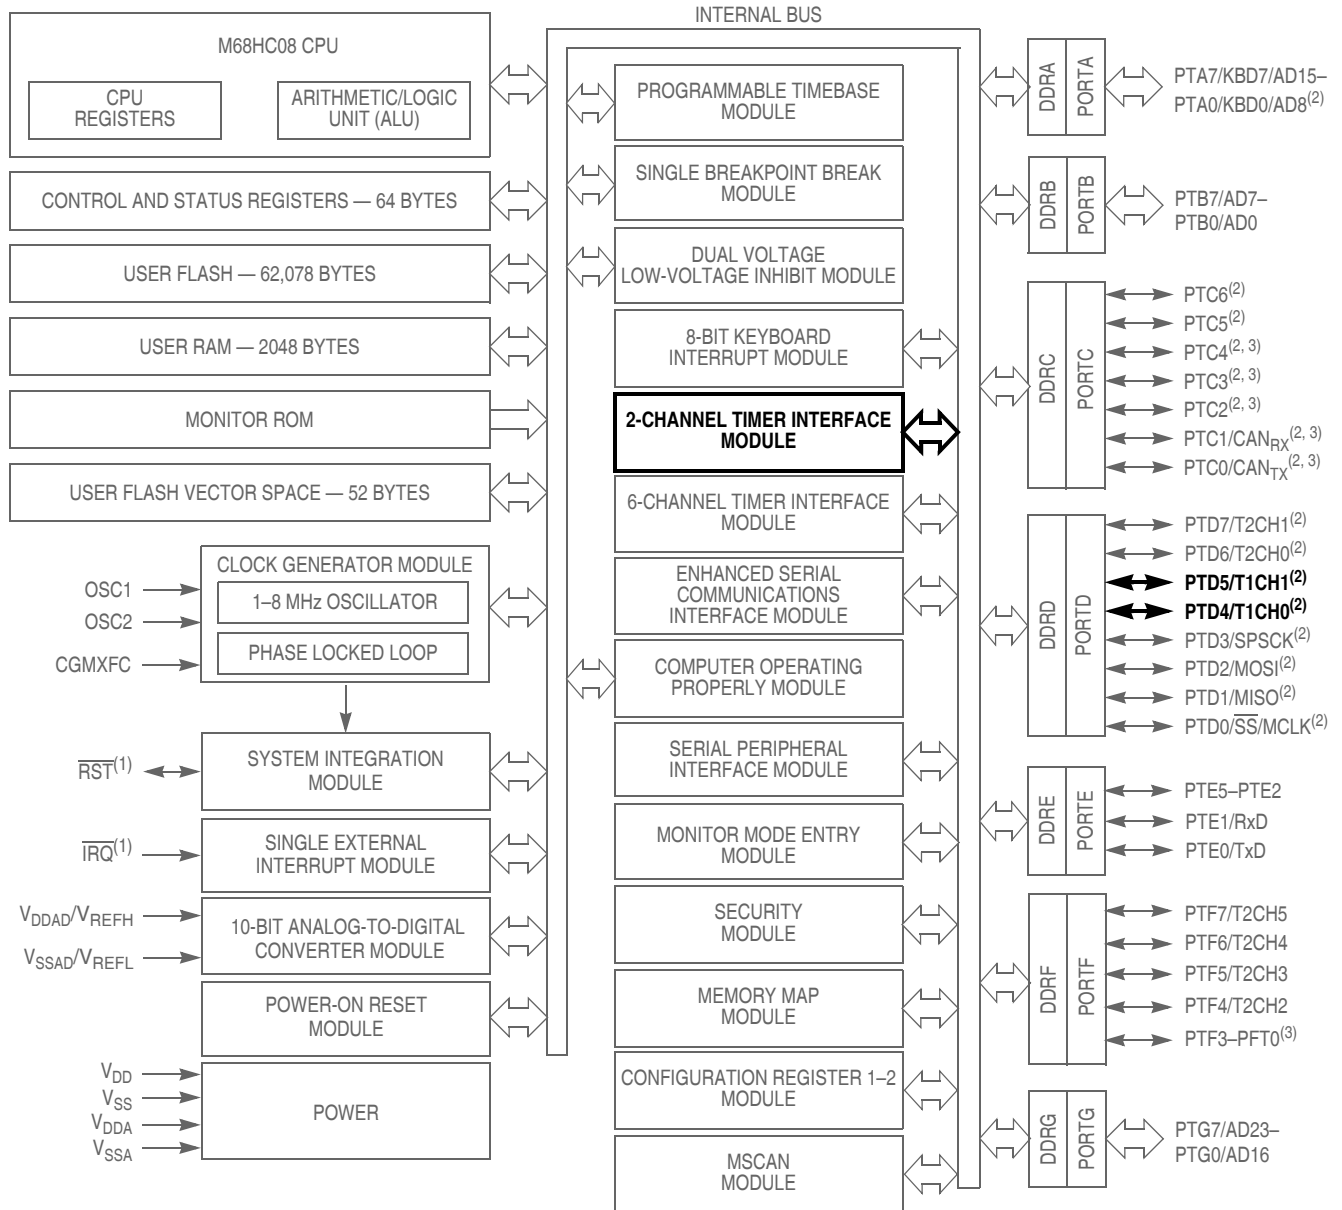 INTERNAL BUS
M68HC08 CPU
CPU
REGISTERS
ARITHMETIC/LOGIC
UNIT (ALU)
CONTROL AND STATUS REGISTERS — 64 BYTES
USER FLASH — 62,078 BYTES
USER RAM — 2048 BYTES
MONITOR ROM
USER FLASH VECTOR SPACE — 52 BYTES
CLOCK GENERATOR MODULE
1–8 MHz OSCILLATOR
PHASE LOCKED LOOP
OSC1
OSC2
CGMXFC
SYSTEM INTEGRATION
MODULE
RST(1)
SINGLE EXTERNAL
INTERRUPT MODULE
IRQ(1)
10-BIT ANALOG-TO-DIGITAL
CONVERTER MODULE
VDDAD/VREFH
VSSAD/VREFL
POWER-ON RESET
MODULE
POWER
VDD
VSS
VDDA
VSSA
PROGRAMMABLE TIMEBASE
MODULE
SINGLE BREAKPOINT BREAK
MODULE
DUAL VOLTAGE
LOW-VOLTAGE INHIBIT MODULE
8-BIT KEYBOARD
INTERRUPT MODULE
2-CHANNEL TIMER INTERFACE
MODULE
6-CHANNEL TIMER INTERFACE
MODULE
ENHANCED SERIAL
COMMUNICATIONS
INTERFACE MODULE
COMPUTER OPERATING
PROPERLY MODULE
SERIAL PERIPHERAL
INTERFACE MODULE
MONITOR MODE ENTRY
MODULE
SECURITY
MODULE
MEMORY MAP
MODULE
CONFIGURATION REGISTER 1–2
MODULE
MSCAN
MODULE
DDRA
PORTA
PTA7/KBD7/AD15–
PTA0/KBD0/AD8(2)
DDRB
PORTB
PTB7/AD7–
PTB0/AD0
DDRC
PORTC
PTC6(2)
PTC5(2)
PTC4(2, 3)
PTC3(2, 3)
PTC2(2, 3)
PTC1/CANRX(2, 3)
PTC0/CANTX(2, 3)
DDRD
PORTD
PTD7/T2CH1(2)
PTD6/T2CH0(2)
PTD5/T1CH1(2)
PTD4/T1CH0(2)
PTD3/SPSCK(2)
PTD2/MOSI(2)
PTD1/MISO(2)
PTD0/SS/MCLK(2)
DDRE
PORTE
PTE5–PTE2
PTE1/RxD
PTE0/TxD
DDRF
PORTF
PTF7/T2CH5
PTF6/T2CH4
PTF5/T2CH3
PTF4/T2CH2
PTF3–PFT0(3)
DDRG
PORTG
PTG7/AD23–
PTG0/AD16